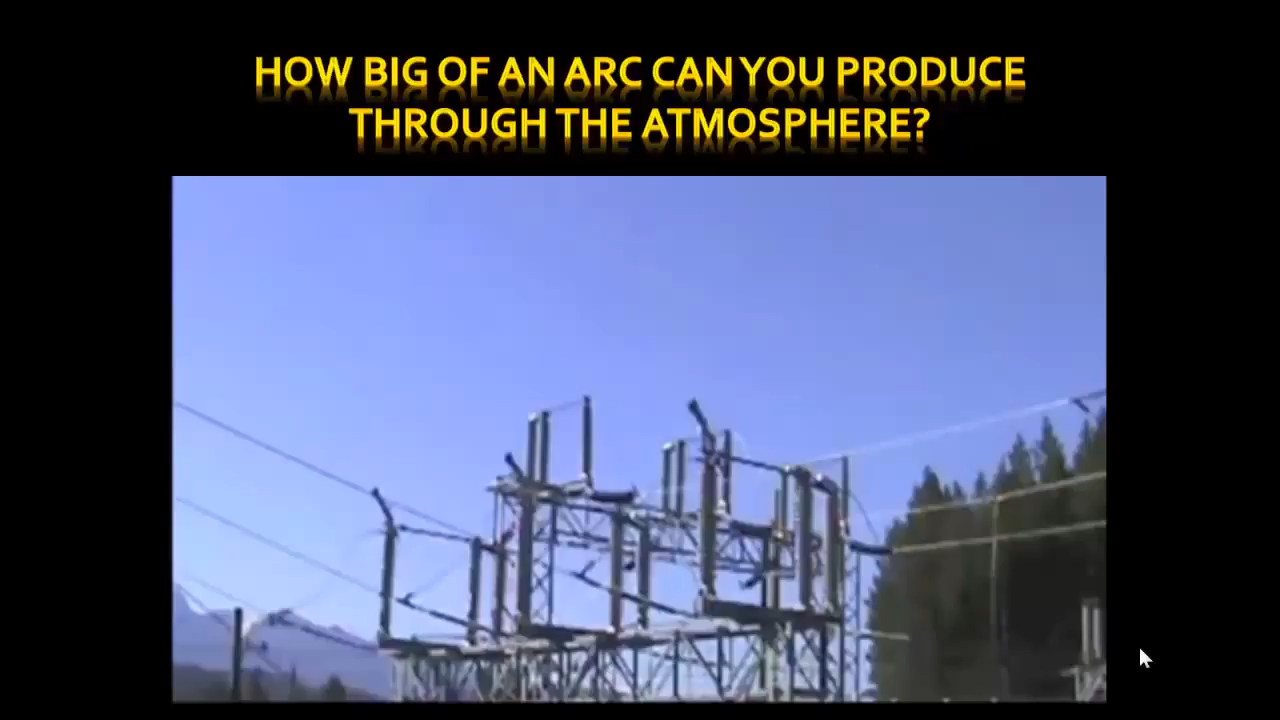 HOW BIG OF AN ARC CAN YOU PRODUCE
THROUGH THE ATMOSPHERE?